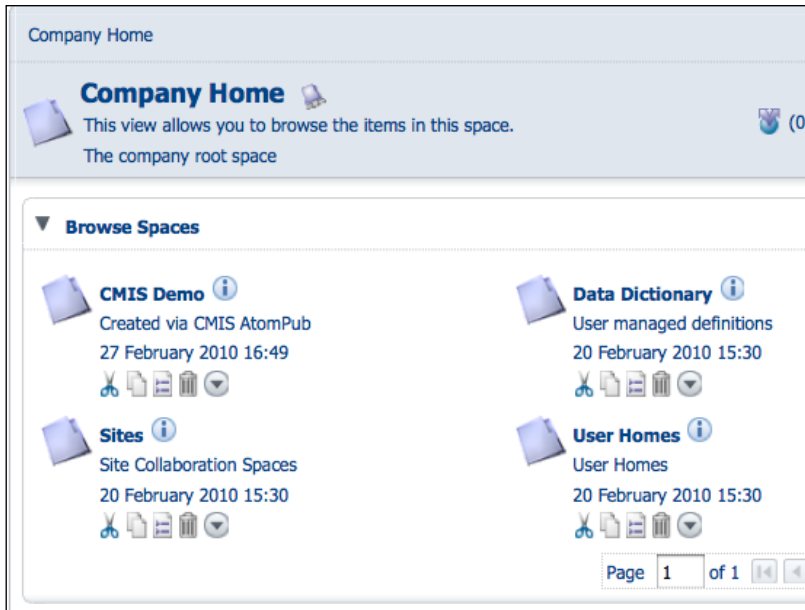 Company Home
Company Home
This view allows you to browse the items in this space.
(0
The company root space
Browse Spaces
CMIS Demo
Created via CMIS AtomPub
27 February 2010 16:49
Data Dictionary
User managed definitions
20 February 2010 15:30
Sites
Site Collaboration Spaces
20 February 2010 15:30
User Homes
User Homes
20 February 2010 15:30
Page 1 of 1